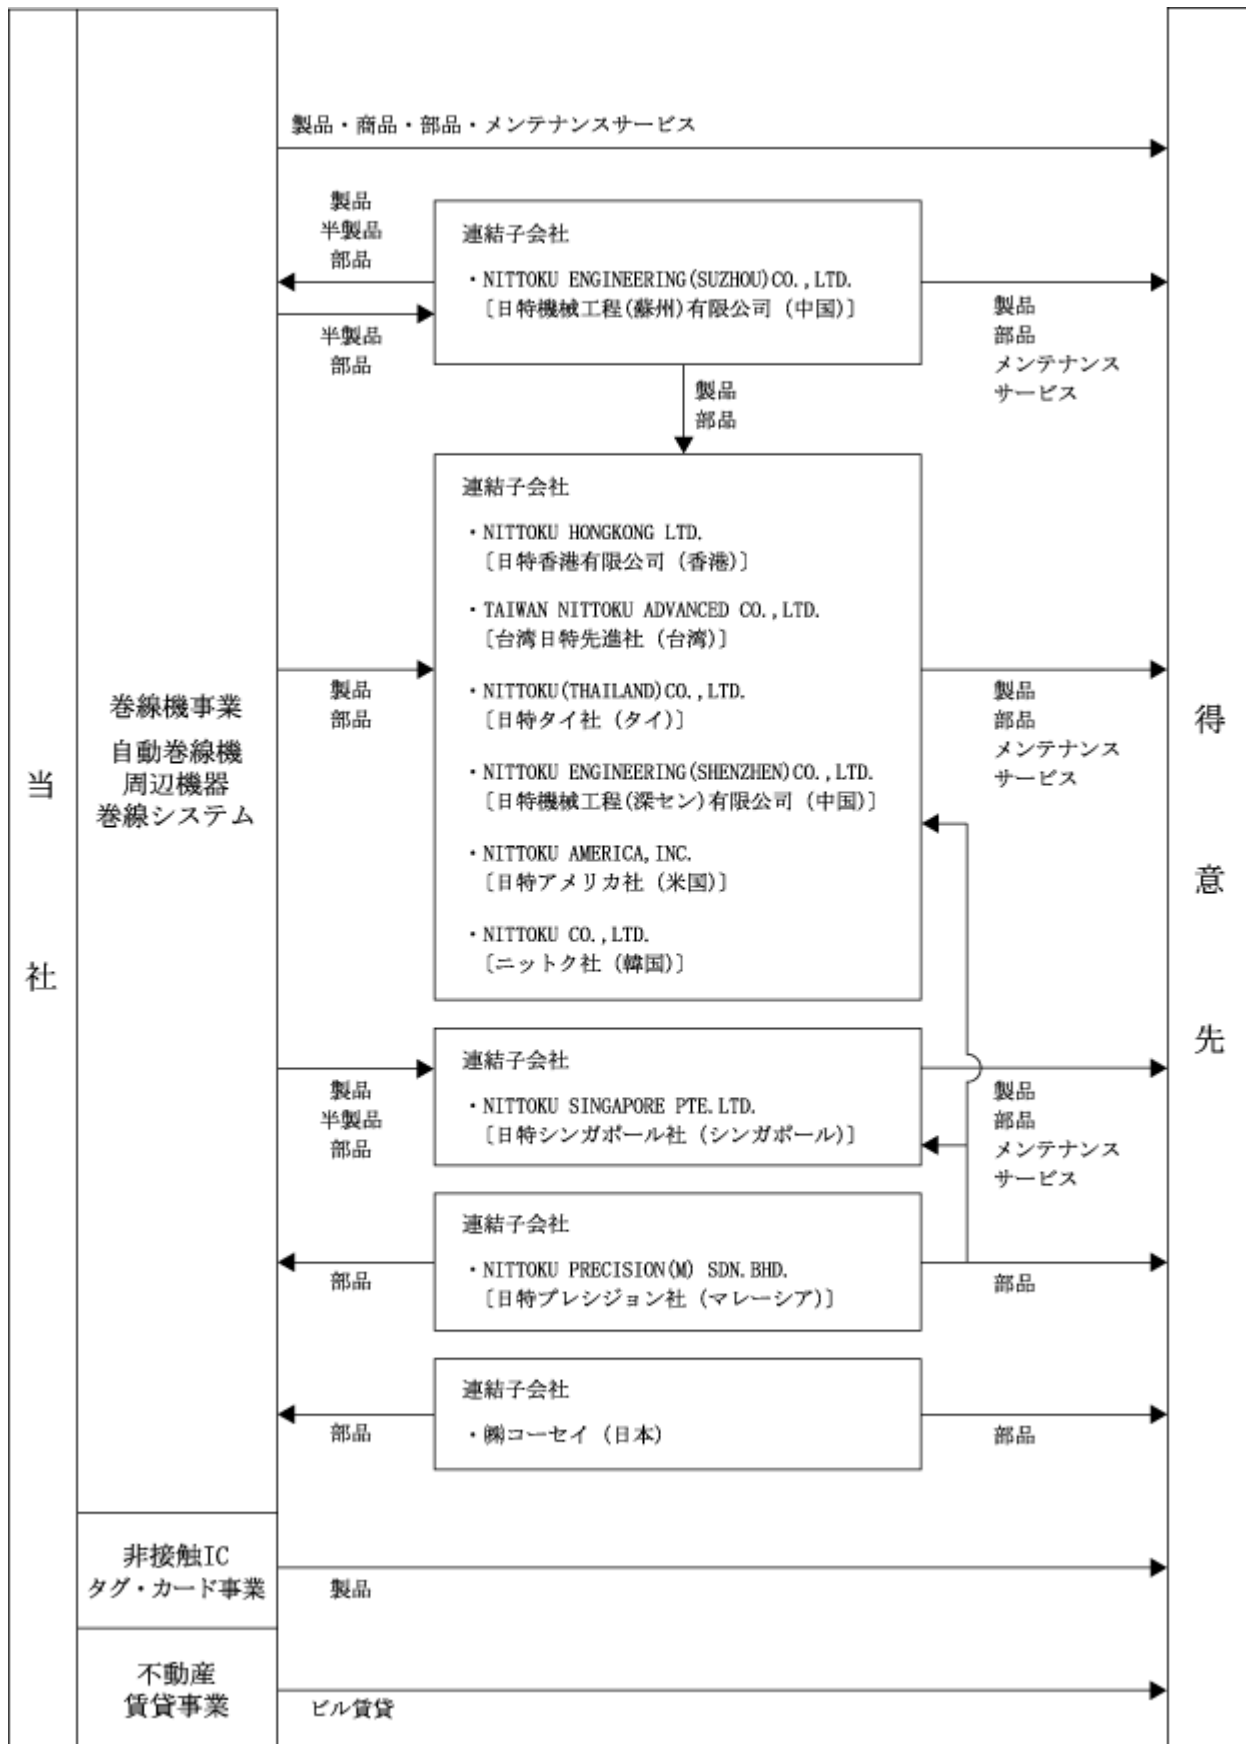 当社
巻線機事業
自動巻線機
周辺機器
巻線システム
製品・商品・部品・メンテナンスサービス
製品
半製品
部品
半製品
部品
連結子会社
・NITTOKU ENGINEERING(SUZHOU)CO.,LTD.
〔日特機械工程(蘇州)有限公司（中国)〕
製品
部品
メンテナンス
サービス
製品
部品
製品
部品
連結子会社
・NITTOKU HONGKONG LTD.
〔日特香港有限公司（香港)〕
・TAIWAN NITTOKU ADVANCED CO.,LTD.
〔台湾日特先進社（台湾)〕
・NITTOKU(THAILAND)CO.,LTD.
〔日特タイ社（タイ)〕
・NITTOKU ENGINEERING(SHENZHEN)CO.,LTD.
〔日特機械工程(深セン)有限公司（中国)〕
・NITTOKU AMERICA,INC.
〔日特アメリカ社（米国)〕
・NITTOKU CO.,LTD.
〔ニットク社（韓国)〕
製品
部品
メンテナンス
サービス
製品
半製品
部品
連結子会社
・NITTOKU SINGAPORE PTE.LTD.
〔日特シンガポール社（シンガポール)〕
製品
部品
メンテナンス
サービス
部品
連結子会社
・NITTOKU PRECISION(M) SDN.BHD.
〔日特プレシジョン社（マレーシア)〕
部品
部品
連結子会社
・㈱コーセイ（日本）
部品
非接触IC
タグ・カード事業
製品
不動産
賃貸事業
ビル賃貸
得意先